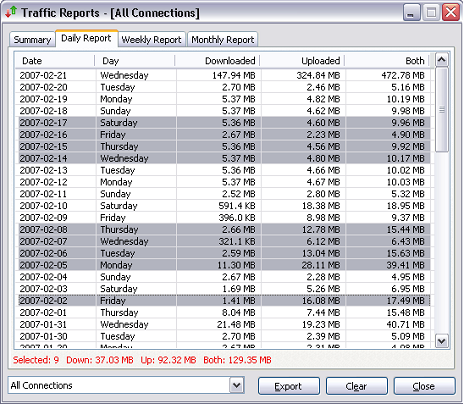 Traffic Reports - [All Connections]
Summary Daily Report Weekly Report Monthly Report
Date Day Downloaded Uploaded Both
2007-02-21 Wednesday 147.94 MB 324.84 MB 472.78 MB
2007-02-20 Tuesday 2.70 MB 2.46 MB 5.16 MB
2007-02-19 Monday 5.37 MB 4.82 MB 10.19 MB
2007-02-18 Sunday 5.37 MB 4.62 MB 9.98 MB
2007-02-17 Saturday 5.36 MB 4.60 MB 9.96 MB
2007-02-16 Friday 2.67 MB 2.23 MB 4.90 MB
2007-02-15 Thursday 5.36 MB 4.56 MB 9.92 MB
2007-02-14 Wednesday 5.37 MB 4.80 MB 10.17 MB
2007-02-13 Tuesday 5.36 MB 4.66 MB 10.02 MB
2007-02-12 Monday 5.37 MB 4.67 MB 10.03 MB
2007-02-11 Sunday 2.52 MB 2.80 MB 5.32 MB
2007-02-10 Saturday 591.4 KB 18.38 MB 18.95 MB
2007-02-09 Friday 396.0 KB 8.98 MB 9.37 MB
2007-02-08 Thursday 2.66 MB 12.78 MB 15.44 MB
2007-02-07 Wednesday 321.1 KB 6.12 MB 6.43 MB
2007-02-06 Tuesday 2.59 MB 13.04 MB 15.63 MB
2007-02-05 Monday 11.30 MB 28.11 MB 39.41 MB
2007-02-04 Sunday 2.67 MB 2.28 MB 4.95 MB
2007-02-03 Saturday 1.69 MB 5.26 MB 6.95 MB
2007-02-02 Friday 1.41 MB 16.08 MB 17.49 MB
2007-02-01 Thursday 8.04 MB 7.44 MB 15.48 MB
2007-01-31 Wednesday 21.48 MB 19.23 MB 40.71 MB
2007-01-30 Tuesday 2.70 MB 2.39 MB 5.09 MB
2007-01-29 Monday 2.67 MB 2.31 MB 4.98 MB
Selected: 9 Down: 37.03 MB Up: 92.32 MB Both: 129.35 MB
All Connections Export Clear Close